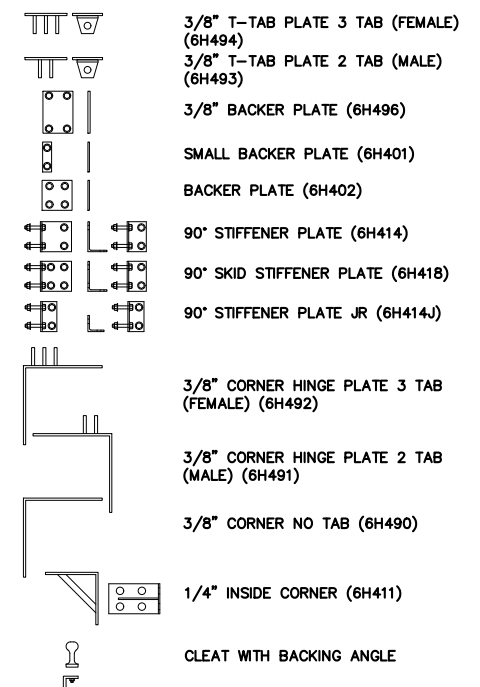 3/8" T-TAB PLATE 3 TAB (FEMALE)
(6H494)
3/8" T-TAB PLATE 2 TAB (MALE)
(6H493)
3/8" BACKER PLATE (6H496)
SMALL BACKER PLATE (6H401)
BACKER PLATE (6H402)
90° STIFFENER PLATE (6H414)
90° SKID STIFFENER PLATE (6H418)
90° STIFFENER PLATE JR (6H414J)
3/8" CORNER HINGE PLATE 3 TAB
(FEMALE) (6H492)
3/8" CORNER HINGE PLATE 2 TAB
(MALE) (6H491)
3/8" CORNER NO TAB (6H490)
1/4" INSIDE CORNER (6H411)
CLEAT WITH BACKING ANGLE